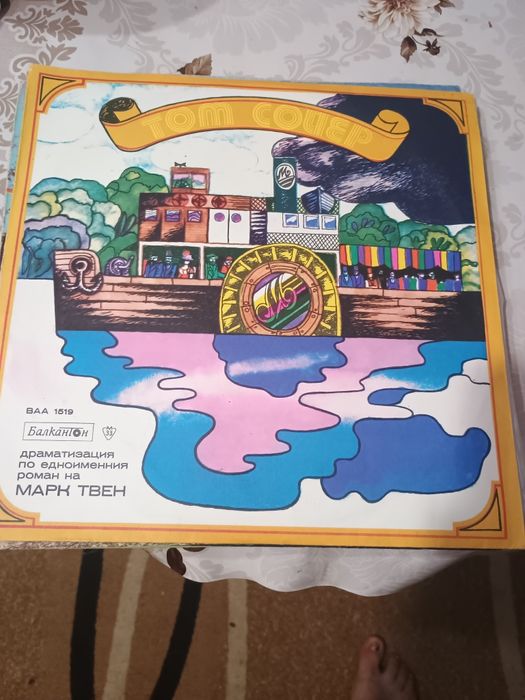 ТОМ СОЙЕР
ВАА 1519
Балкантон
М
33
драматизация
по едноименния
роман на
МАРК ТВЕН